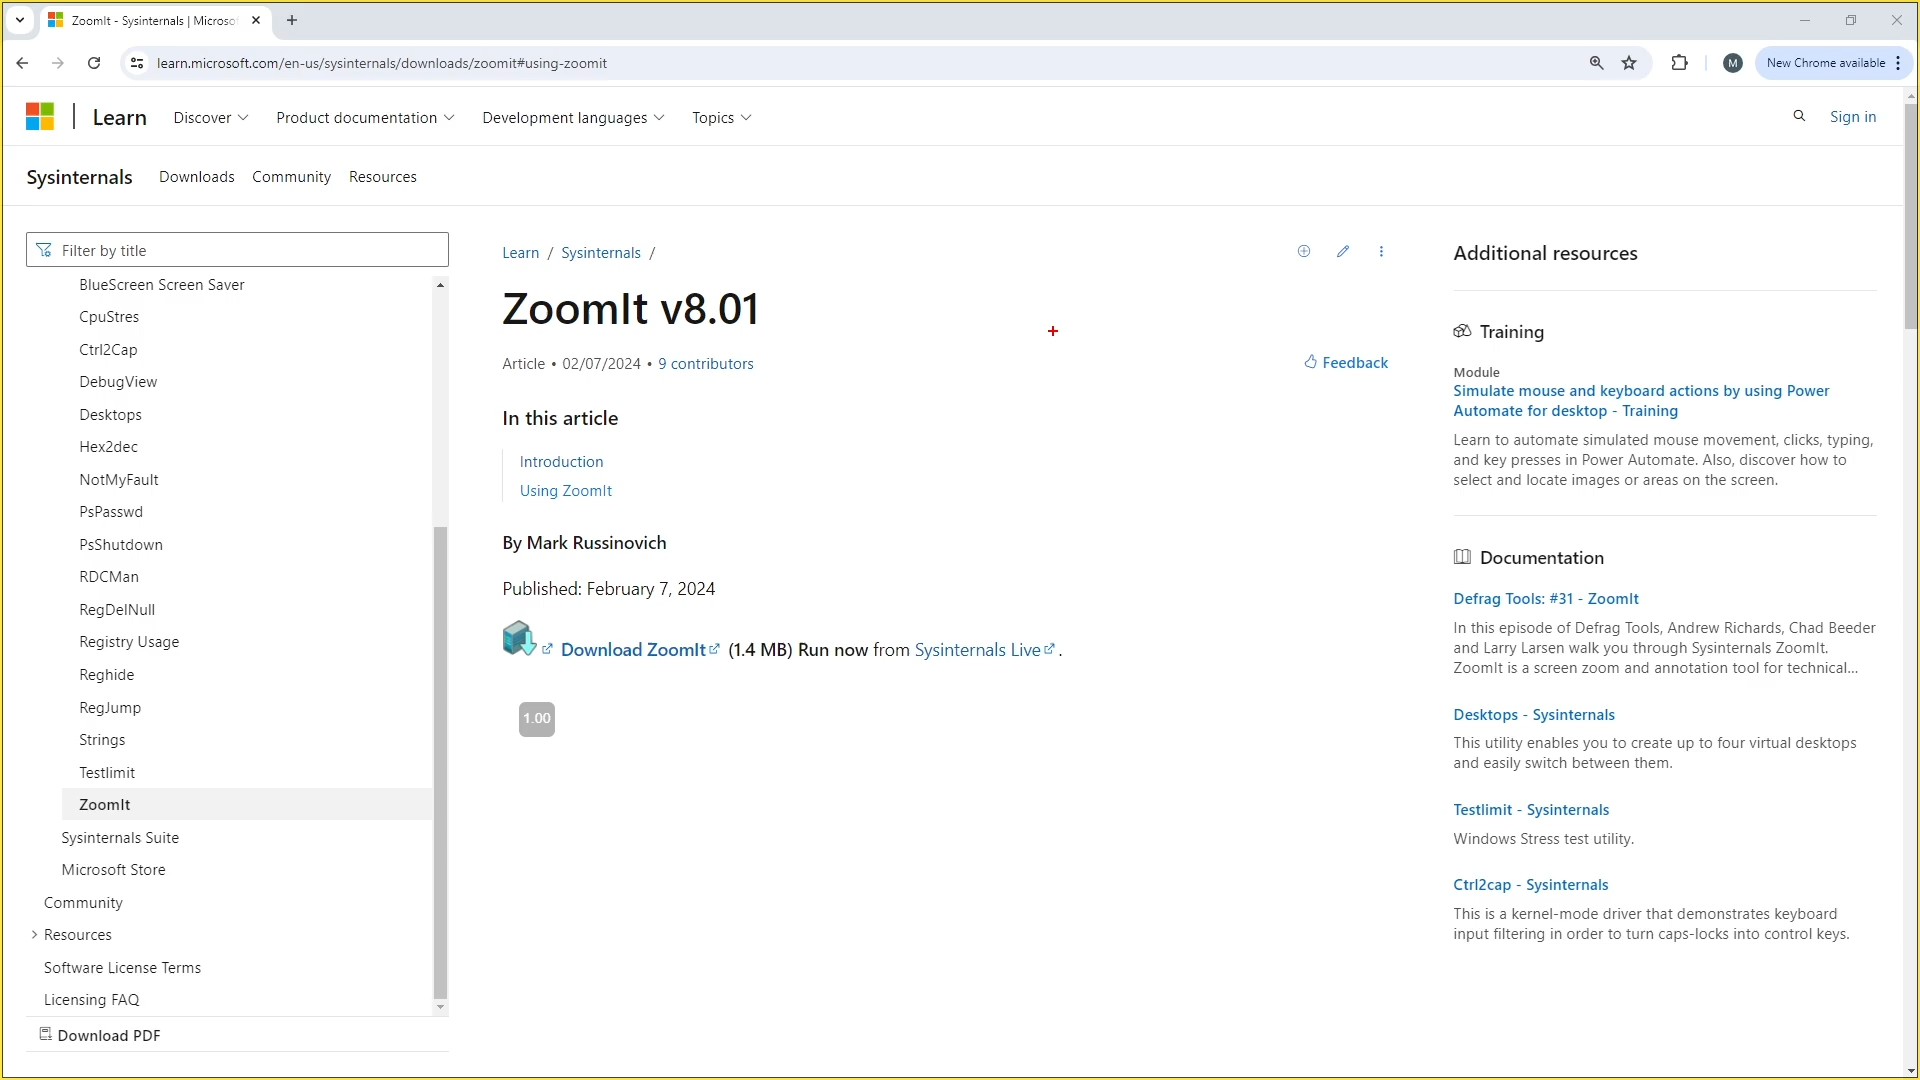 ZoomIt - Sysinternals | Microso
learn.microsoft.com/en-us/sysinternals/downloads/zoomit#using-zoomit
M
New Chrome available
Learn
Discover
Product documentation
Development languages
Topics
Sign in
Sysinternals
Downloads
Community
Resources
Filter by title
BlueScreen Screen Saver
CpuStres
Ctrl2Cap
DebugView
Desktops
Hex2dec
NotMyFault
PsPasswd
PsShutdown
RDCMan
RegDelNull
Registry Usage
Reghide
RegJump
Strings
Testlimit
ZoomIt
Sysinternals Suite
Microsoft Store
Community
Resources
Software License Terms
Licensing FAQ
Download PDF
Learn / Sysinternals /
ZoomIt v8.01
Article • 02/07/2024 • 9 contributors
Feedback
In this article
Introduction
Using ZoomIt
By Mark Russinovich
Published: February 7, 2024
Download ZoomIt (1.4 MB) Run now from Sysinternals Live .
1.00
Additional resources
Training
Module
Simulate mouse and keyboard actions by using Power
Automate for desktop - Training
Learn to automate simulated mouse movement, clicks, typing,
and key presses in Power Automate. Also, discover how to
select and locate images or areas on the screen.
Documentation
Defrag Tools: #31 - ZoomIt
In this episode of Defrag Tools, Andrew Richards, Chad Beeder
and Larry Larsen walk you through Sysinternals ZoomIt.
ZoomIt is a screen zoom and annotation tool for technical...
Desktops - Sysinternals
This utility enables you to create up to four virtual desktops
and easily switch between them.
Testlimit - Sysinternals
Windows Stress test utility.
Ctrl2cap - Sysinternals
This is a kernel-mode driver that demonstrates keyboard
input filtering in order to turn caps-locks into control keys.